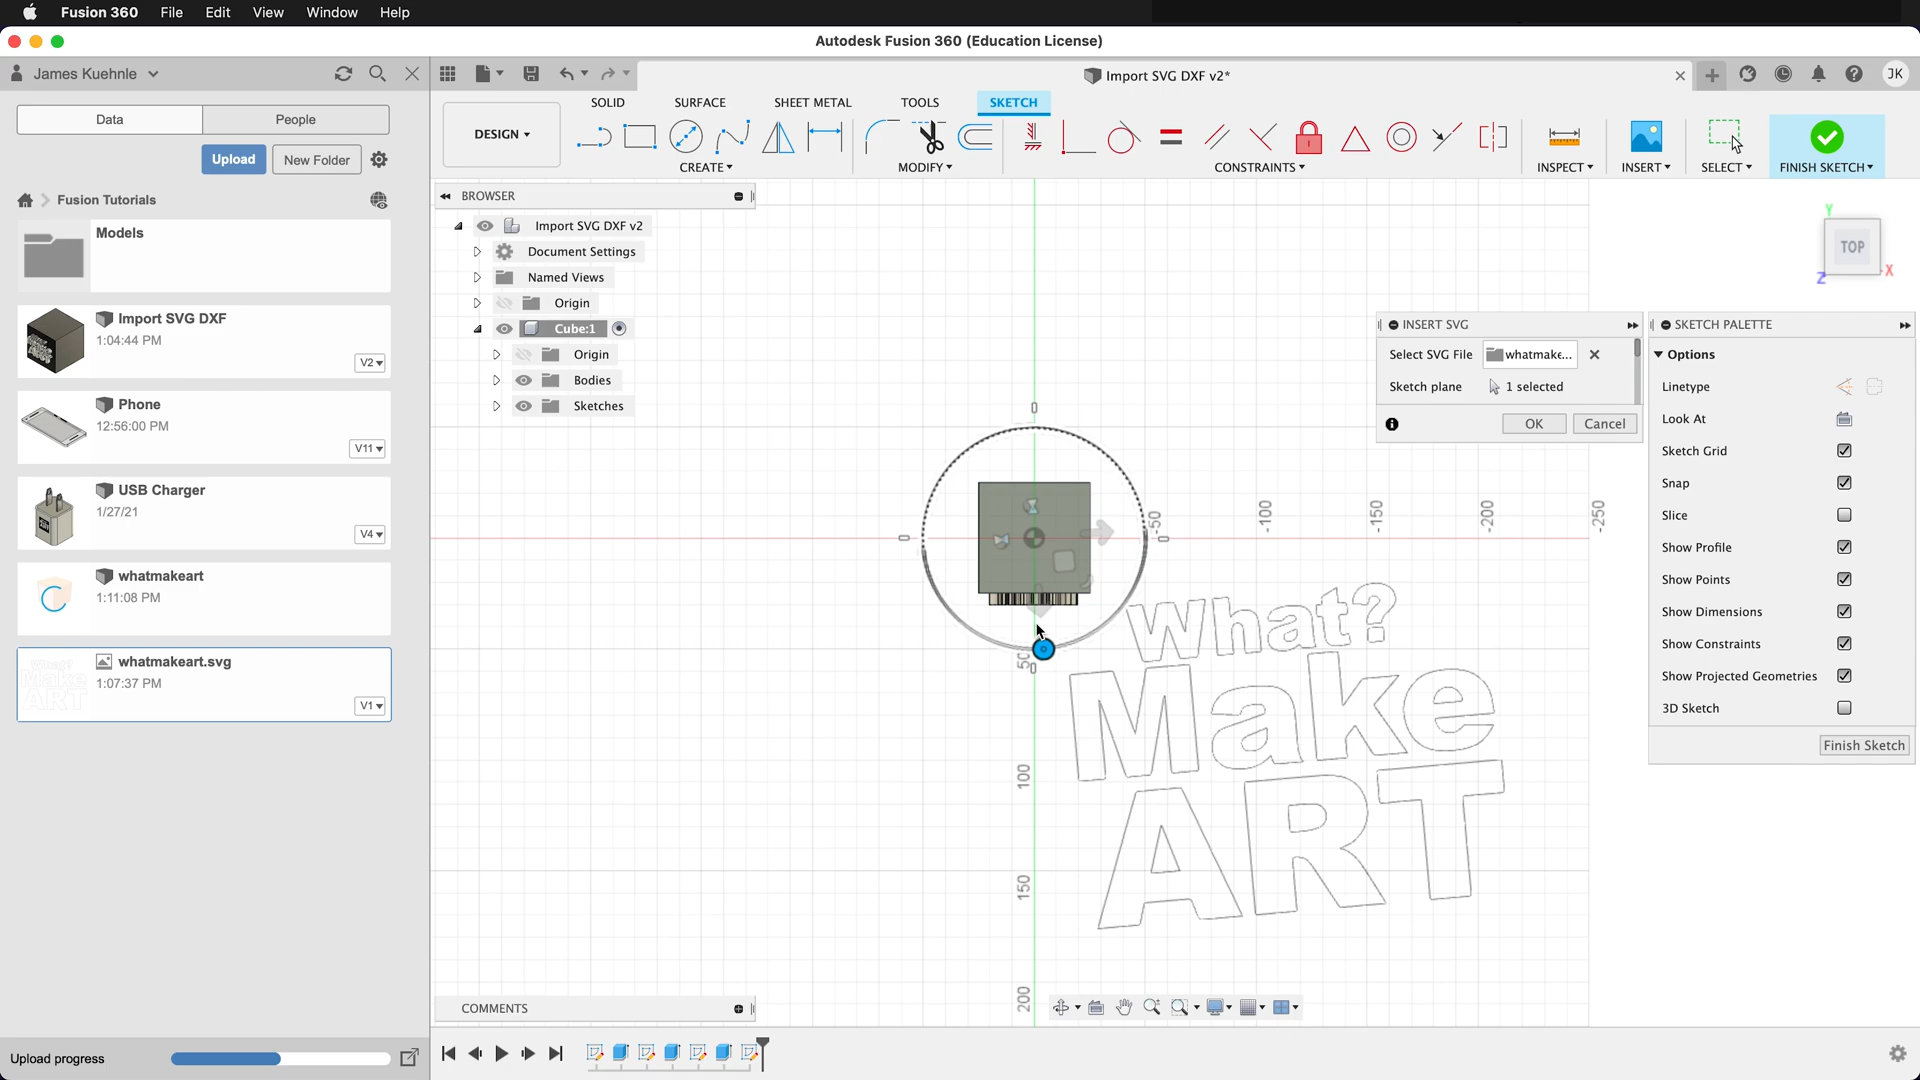 Fusion 360 File Edit View Window Help
Autodesk Fusion 360 (Education License)
James Kuehnle
Import SVG DXF v2*
JK
Data People
Upload New Folder
Fusion Tutorials
Models
Import SVG DXF
1:04:44 PM
V2
Phone
12:56:00 PM
V11
USB Charger
1/27/21
V4
whatmakeart
1:11:08 PM
whatmakeart.svg
1:07:37 PM
V1
Upload progress
SOLID SURFACE SHEET METAL TOOLS SKETCH
DESIGN
CREATE MODIFY CONSTRAINTS INSPECT INSERT SELECT FINISH SKETCH
BROWSER
Import SVG DXF v2
Document Settings
Named Views
Origin
Cube:1
Origin
Bodies
Sketches
TOP
Y
X
Z
INSERT SVG
Select SVG File whatmake...
Sketch plane 1 selected
OK Cancel
SKETCH PALETTE
Options
Linetype
Look At
Sketch Grid
Snap
Slice
Show Profile
Show Points
Show Dimensions
Show Constraints
Show Projected Geometries
3D Sketch
Finish Sketch
0
0
0
-50
-100
-150
-200
-250
50
0
100
150
200
What?
Make
ART
COMMENTS